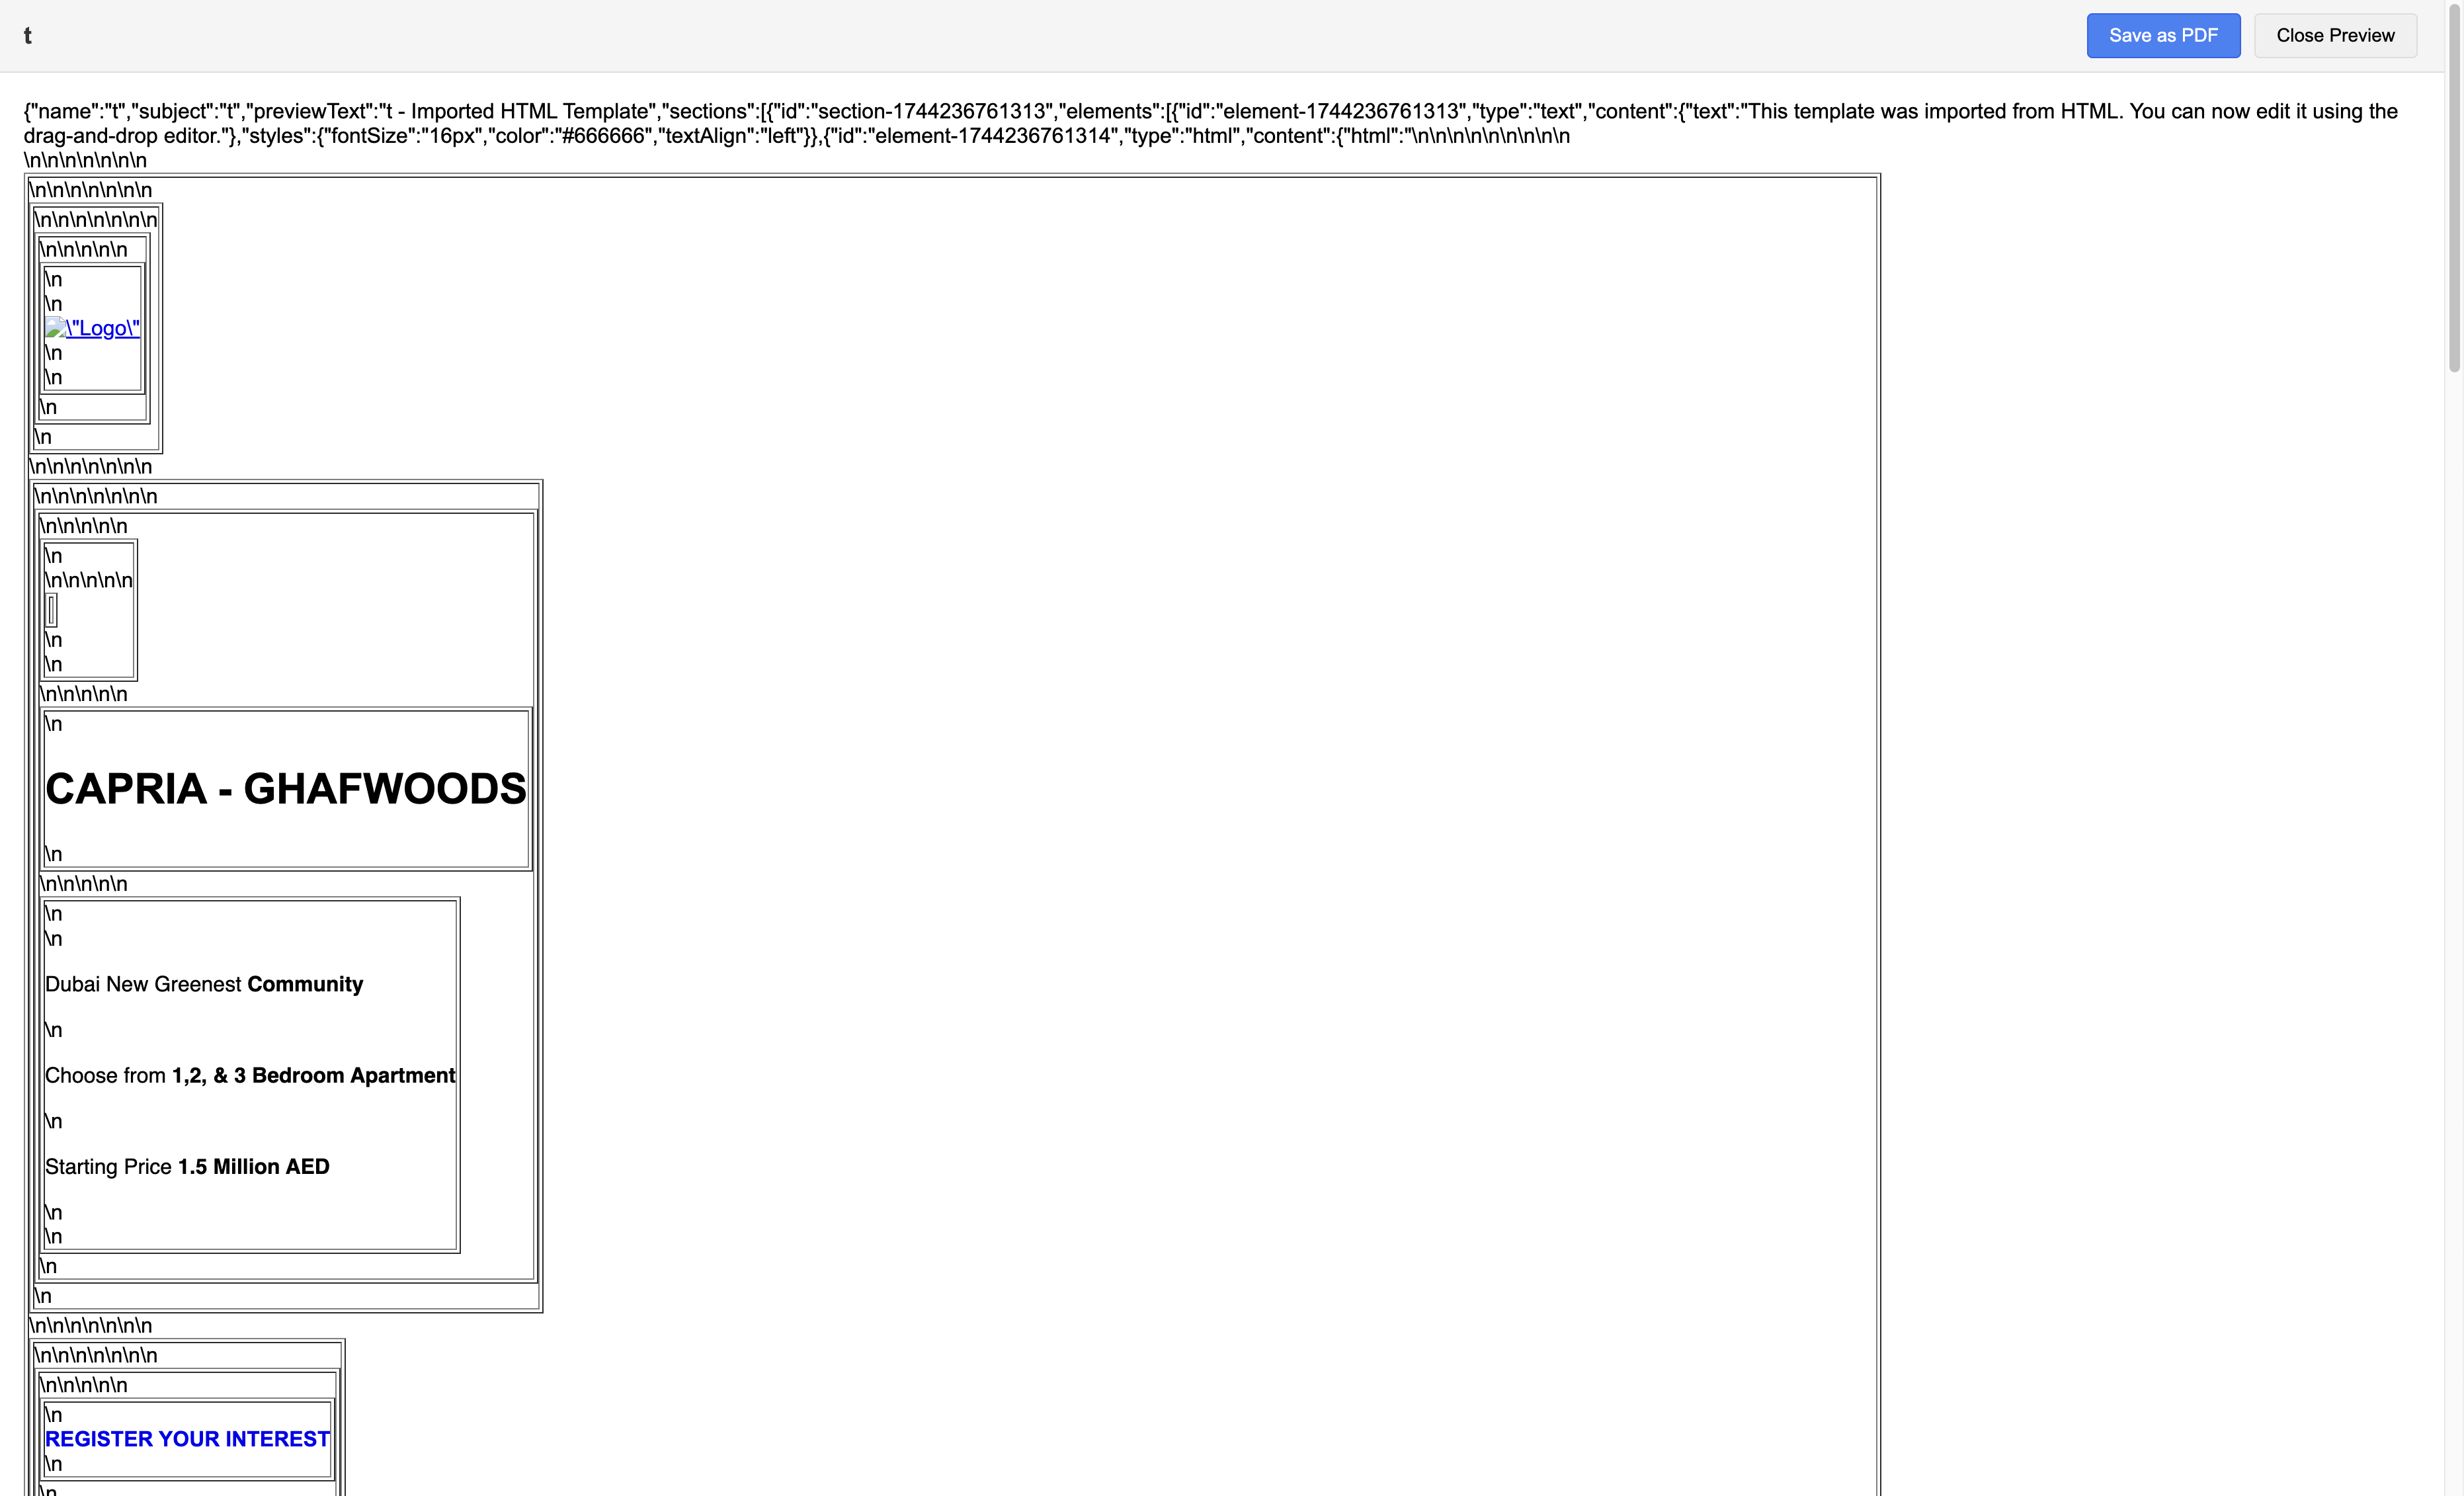 t
Save as PDF
Close Preview
{"name":"t","subject":"t","previewText":"t - Imported HTML Template","sections":[{"id":"section-1744236761313","elements":[{"id":"element-1744236761313","type":"text","content":{"text":"This template was imported from HTML. You can now edit it using the
drag-and-drop editor."},"styles":{"fontSize":"16px","color":"#666666","textAlign":"left"}},{"id":"element-1744236761314","type":"html","content":{"html":"\n\n\n\n\n\n\n\n\n
\n\n\n\n\n\n\n
\n\n\n\n\n\n\n
\n\n\n\n\n\n\n
\n\n\n\n\n
\n
\n
\"Logo\"
\n
\n
\n
\n
\n\n\n\n\n\n\n
\n\n\n\n\n\n\n
\n\n\n\n\n
\n
\n\n\n\n\n
\n
\n
\n\n\n\n\n
\n
CAPRIA - GHAFWOODS
\n
\n\n\n\n\n
\n
\n
Dubai New Greenest Community
\n
Choose from 1,2, & 3 Bedroom Apartment
\n
Starting Price 1.5 Million AED
\n
\n
\n
\n
\n\n\n\n\n\n\n
\n\n\n\n\n\n\n
\n\n\n\n\n
\n
REGISTER YOUR INTEREST
\n
\n